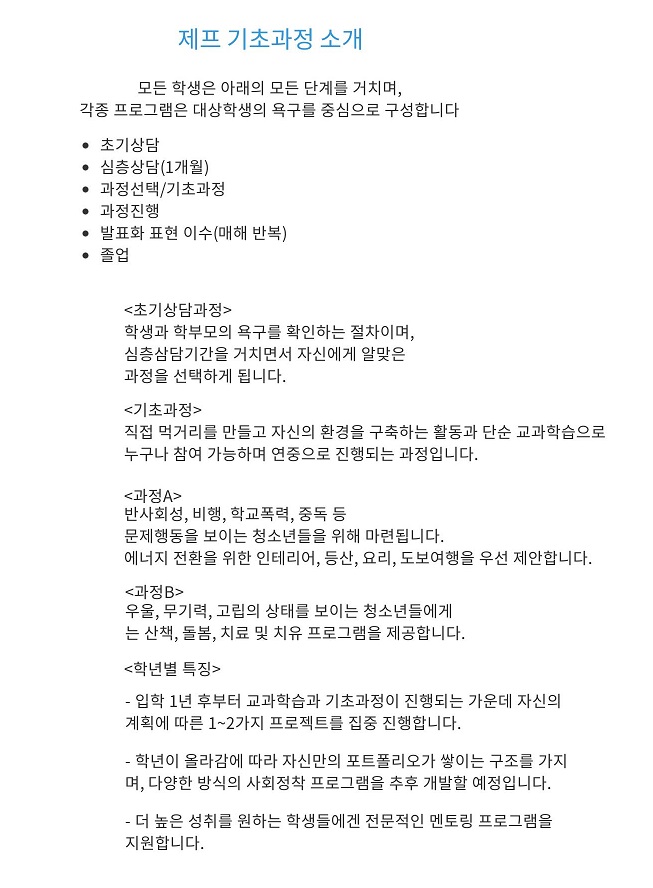 제프 기초과정 소개
모든 학생은 아래의 모든 단계를 거치며,
각종 프로그램은 대상학생의 욕구를 중심으로 구성합니다
• 초기상담
• 심층상담(1개월)
• 과정선택/기초과정
• 과정진행
• 발표화 표현 이수(매해 반복)
• 졸업
<초기상담과정>
학생과 학부모의 욕구를 확인하는 절차이며,
심층삼담기간을 거치면서 자신에게 알맞은
과정을 선택하게 됩니다.
<기초과정>
직접 먹거리를 만들고 자신의 환경을 구축하는 활동과 단순 교과학습으로
누구나 참여 가능하며 연중으로 진행되는 과정입니다.
<과정A>
반사회성, 비행, 학교폭력, 중독 등
문제행동을 보이는 청소년들을 위해 마련됩니다.
에너지 전환을 위한 인테리어, 등산, 요리, 도보여행을 우선 제안합니다.
<과정B>
우울, 무기력, 고립의 상태를 보이는 청소년들에게
는 산책, 돌봄, 치료 및 치유 프로그램을 제공합니다.
<학년별 특징>
- 입학 1년 후부터 교과학습과 기초과정이 진행되는 가운데 자신의
계획에 따른 1~2가지 프로젝트를 집중 진행합니다.
- 학년이 올라감에 따라 자신만의 포트폴리오가 쌓이는 구조를 가지
며, 다양한 방식의 사회정착 프로그램을 추후 개발할 예정입니다.
- 더 높은 성취를 원하는 학생들에겐 전문적인 멘토링 프로그램을
지원합니다.